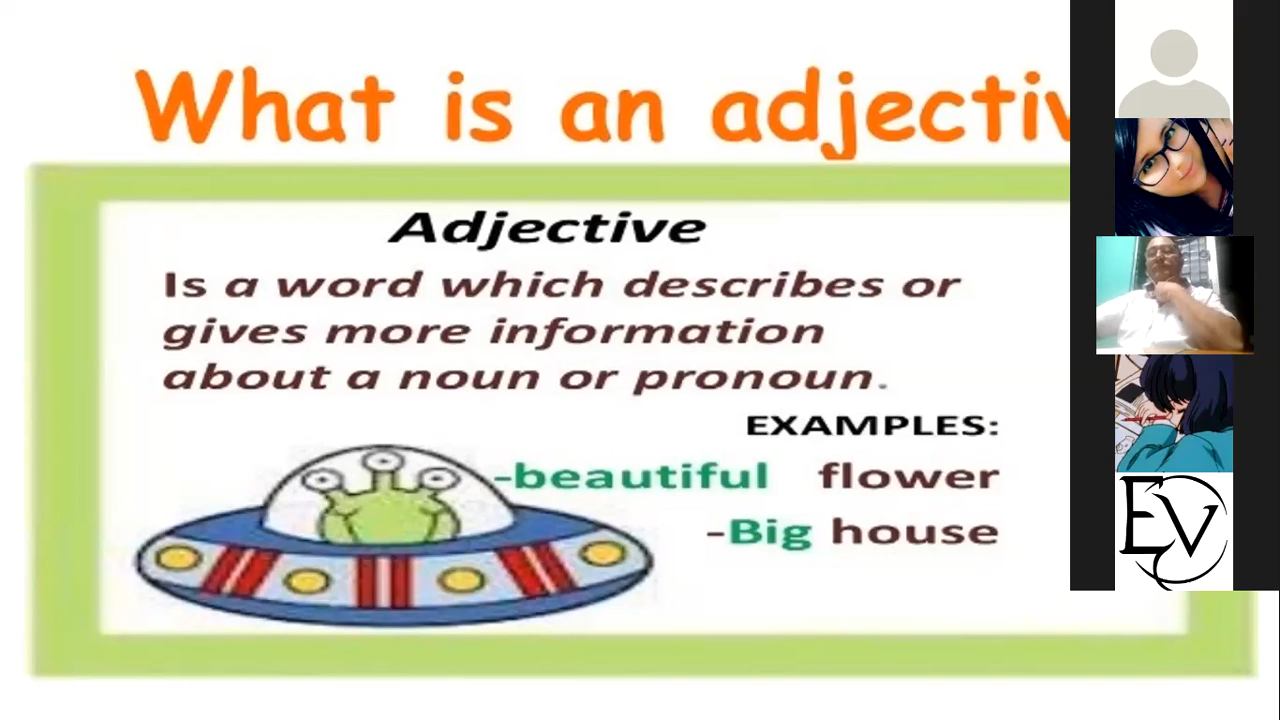 What is an adjectiv
Adjective
Is a word which describes or
gives more information
about a noun or pronoun.
EXAMPLES:
-beautiful flower
-Big house
EV